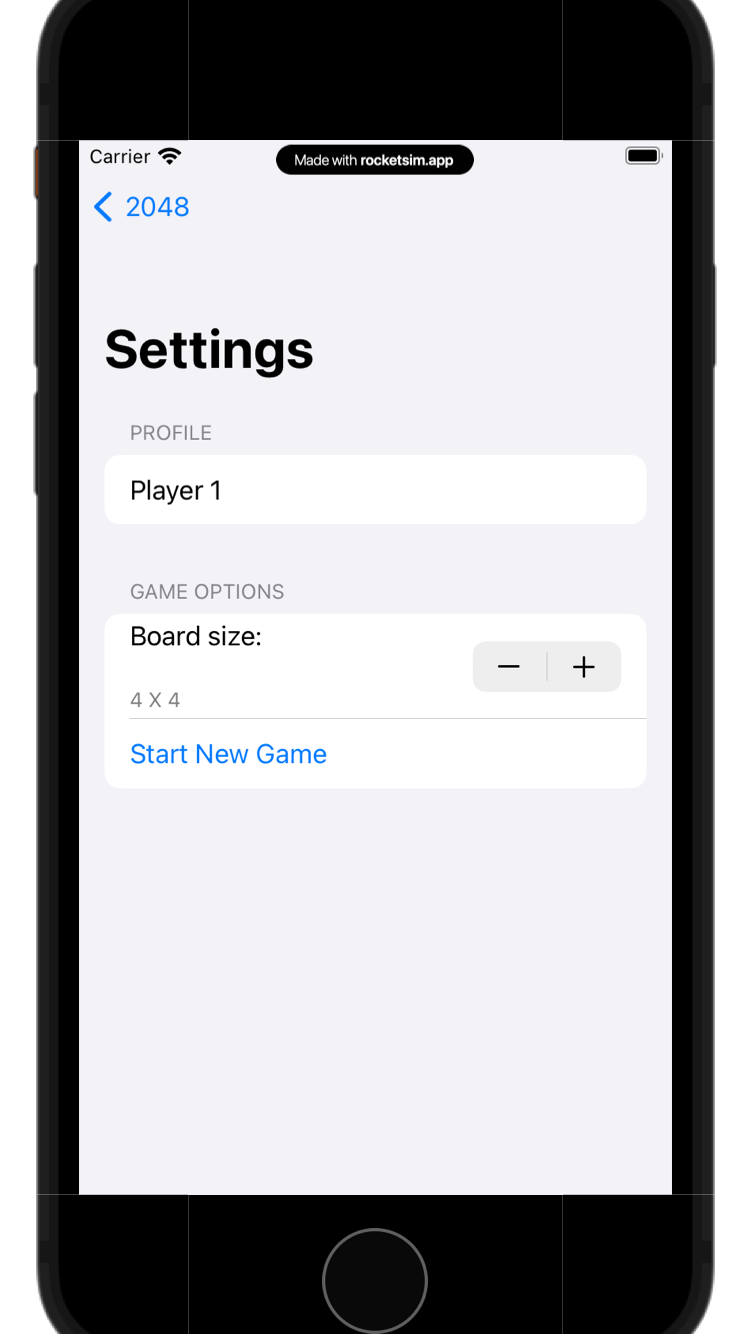 Carrier
Made with rocketsim.app
2048
Settings
PROFILE
Player 1
GAME OPTIONS
Board size:
4 X 4
Start New Game